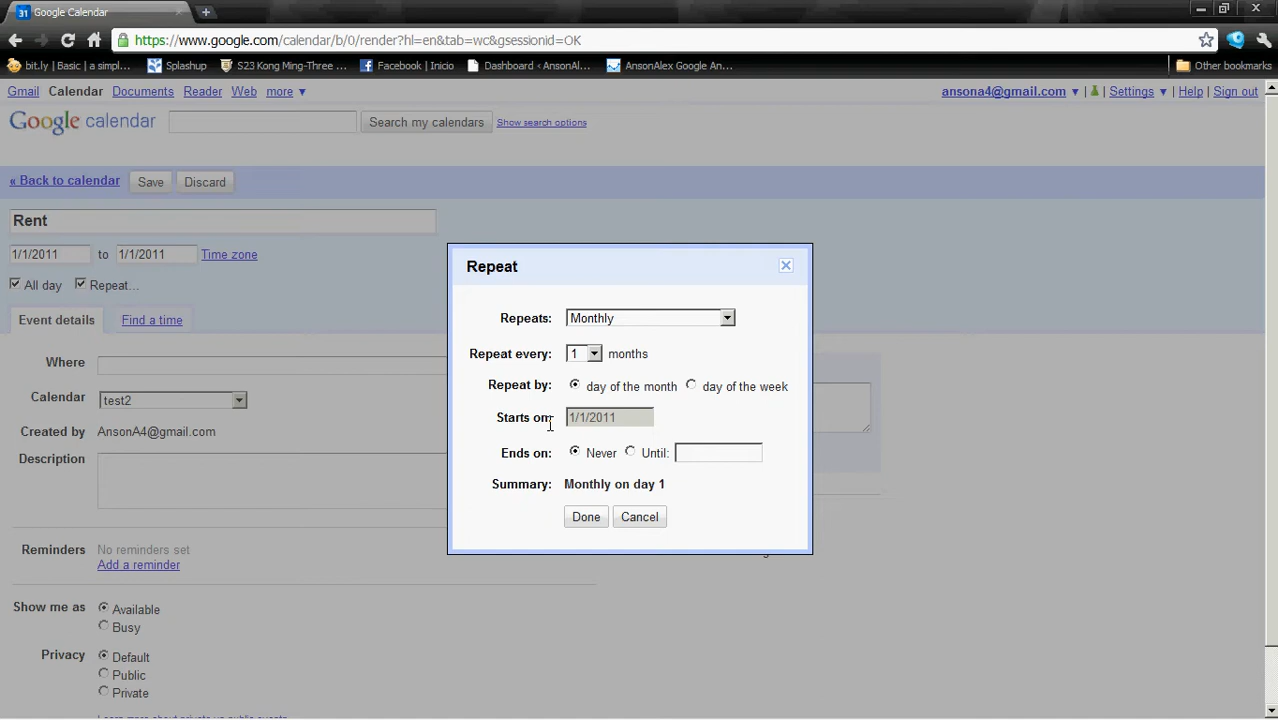 31 Google Calendar
https://www.google.com/calendar/b/0/render?hl=en&tab=wc&gsessionid=OK
bit.ly | Basic | a simpl... Splashup S23 Kong Ming-Three ... Facebook | Inicio Dashboard ‹ AnsonAl... AnsonAlex Google An... Other bookmarks
Gmail Calendar Documents Reader Web more ▼ ansona4@gmail.com ▼ | | Settings ▼ | Help | Sign out
Google calendar Search my calendars Show search options
« Back to calendar Save Discard
Rent
1/1/2011 to 1/1/2011 Time zone
All day Repeat...
Event details Find a time
Where
Calendar test2
Created by AnsonA4@gmail.com
Description
Reminders No reminders set
Add a reminder
Show me as Available
Busy
Privacy Default
Public
Private
Repeat
Repeats: Monthly
Repeat every: 1 months
Repeat by: day of the month day of the week
Starts on: 1/1/2011
Ends on: Never Until:
Summary: Monthly on day 1
Done Cancel